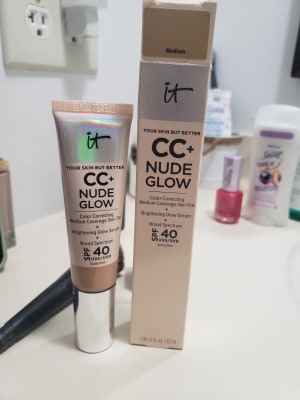 it
YOUR SKIN BUT BETTER
CC+
NUDE
GLOW
Color Correcting
Medium Coverage Skin Tint
+
Brightening Glow Serum
+
Broad Spectrum
SPF 40
UVA/UVB
Sunscreen
Medium
it
YOUR SKIN BUT BETTER
CC+
NUDE
GLOW
Color Correcting
Medium Coverage Skin Tint
+
Brightening Glow Serum
+
Broad Spectrum
SPF 40
UVA/UVB
Sunscreen